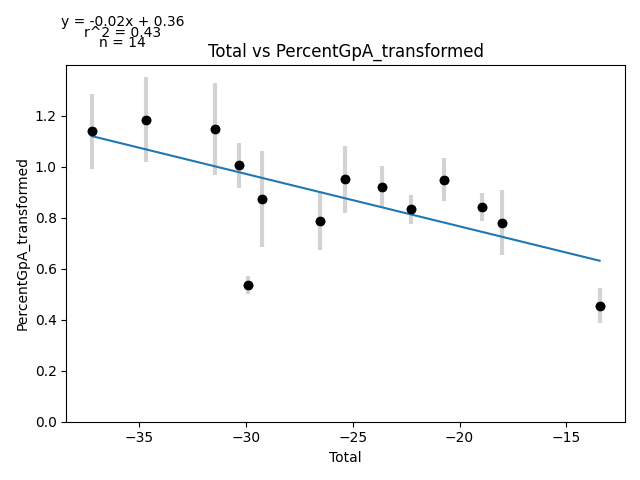 y = -0.02x + 0.36
r^2 = 0.43
n = 14
Total vs PercentGpA_transformed
PercentGpA_transformed
1.2
1.0
0.8
0.6
0.4
0.2
0.0
−35
−30
−25
−20
−15
Total